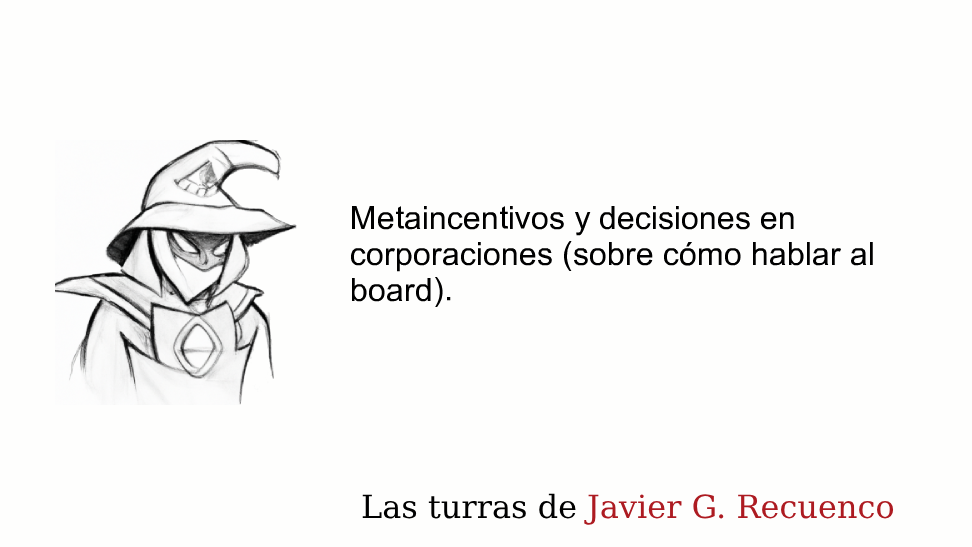 Metaincentivos y decisiones en
corporaciones (sobre cómo hablar al
board).
Las turras de Javier G. Recuenco